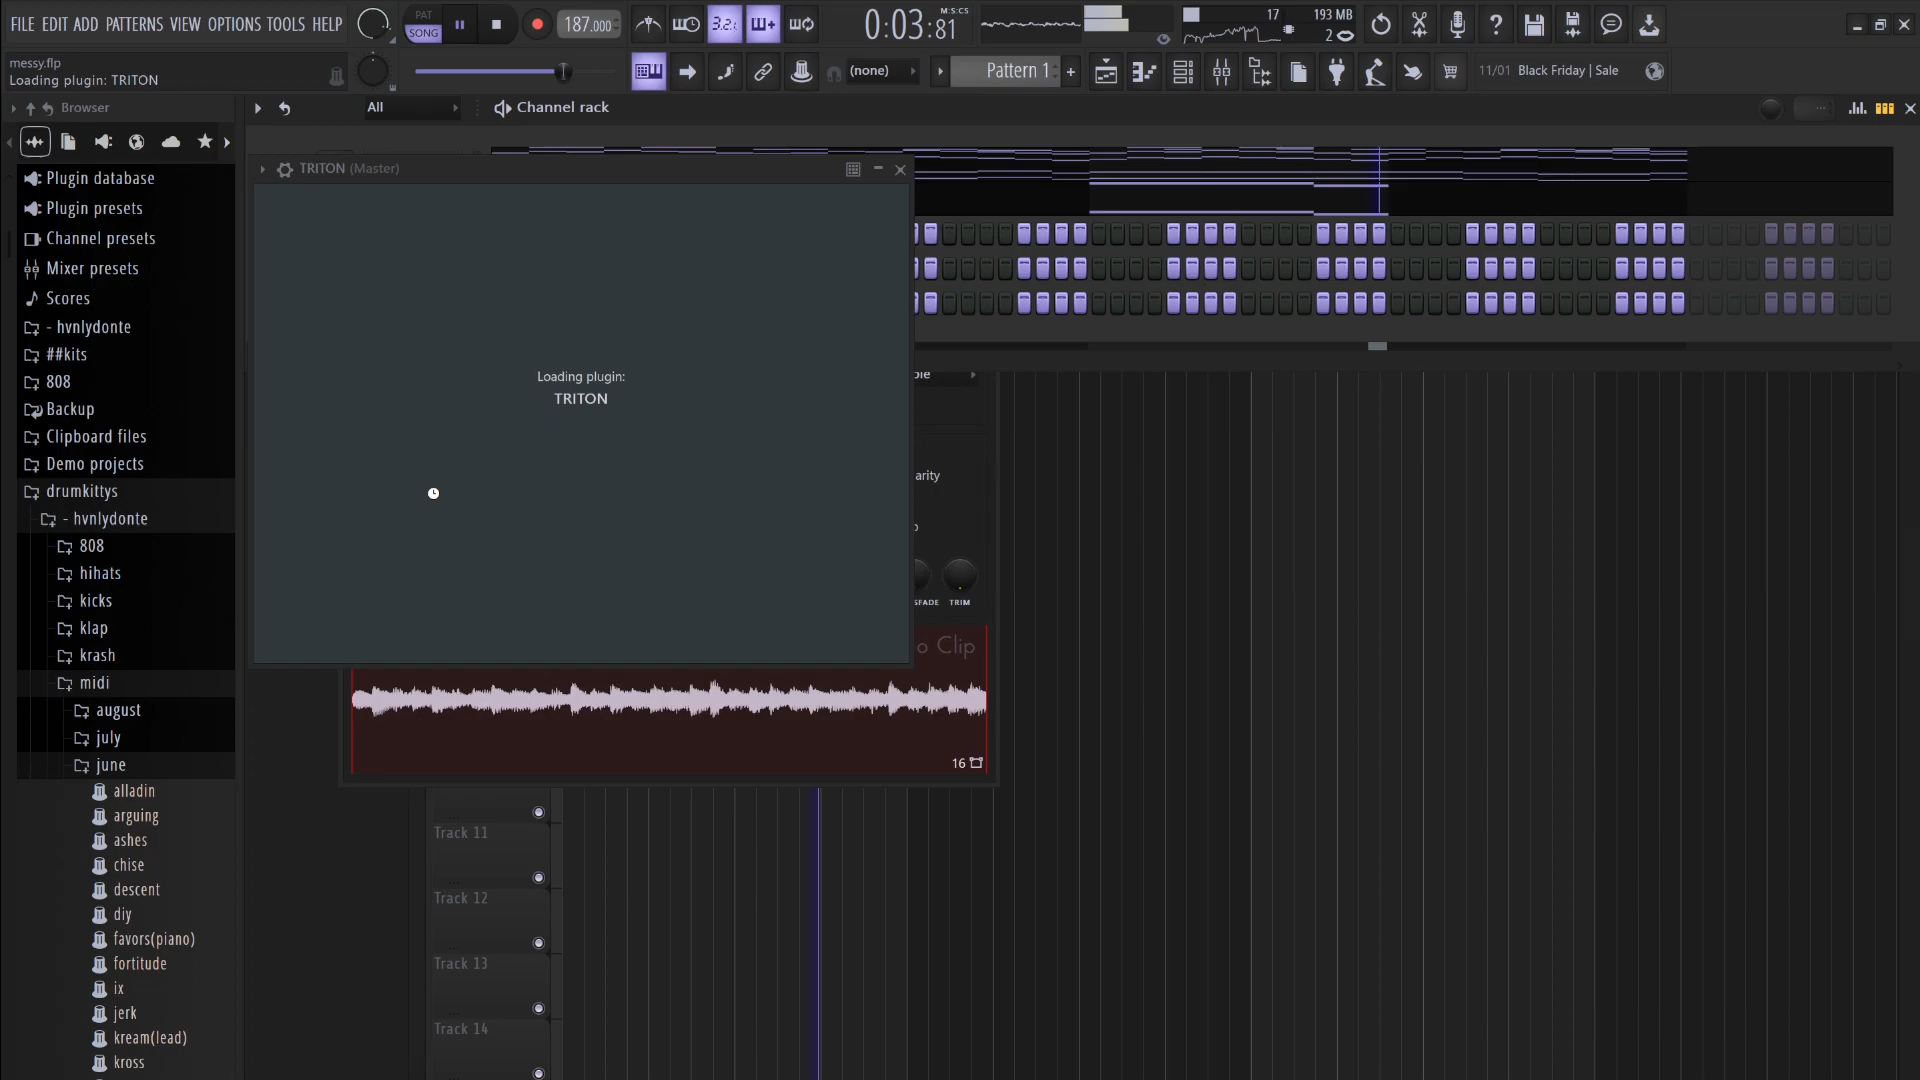 FILE EDIT ADD PATTERNS VIEW OPTIONS TOOLS HELP
PAT
SONG
187.000
3.2.
0:03:81
M:S:CS
17
193 MB
2
messy.flp
Loading plugin: TRITON
(none)
Pattern 1
+
11/01 Black Friday | Sale
Browser
All
Channel rack
TRITON (Master)
Plugin database
Plugin presets
Channel presets
Mixer presets
Scores
- hvnlydonte
##kits
808
Backup
Clipboard files
Demo projects
drumkittys
- hvnlydonte
808
hihats
kicks
klap
krash
midi
august
july
june
alladin
arguing
ashes
chise
descent
diy
favors(piano)
fortitude
ix
jerk
kream(lead)
kross
Loading plugin:
TRITON
arity
SFADE
TRIM
o Clip
16
Track 11
Track 12
Track 13
Track 14